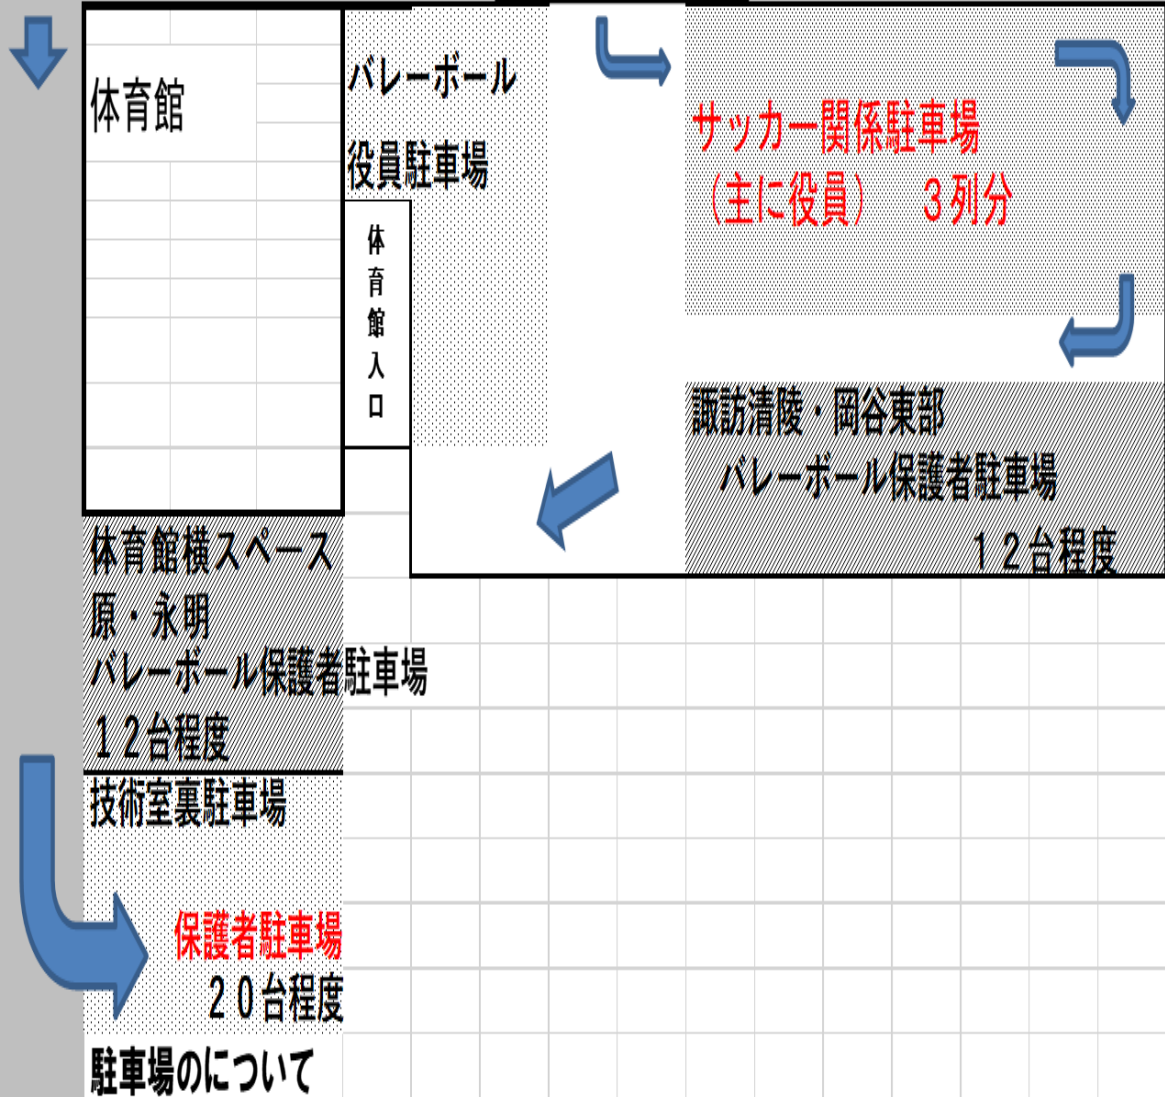 体育館
バレーボール
役員駐車場
体育館入口
サッカー関係駐車場
（主に役員）　３列分
諏訪清陵・岡谷東部
バレーボール保護者駐車場
１２台程度
体育館横スペース
原・永明
バレーボール保護者駐車場
１２台程度
技術室裏駐車場
保護者駐車場
２０台程度
駐車場のについて